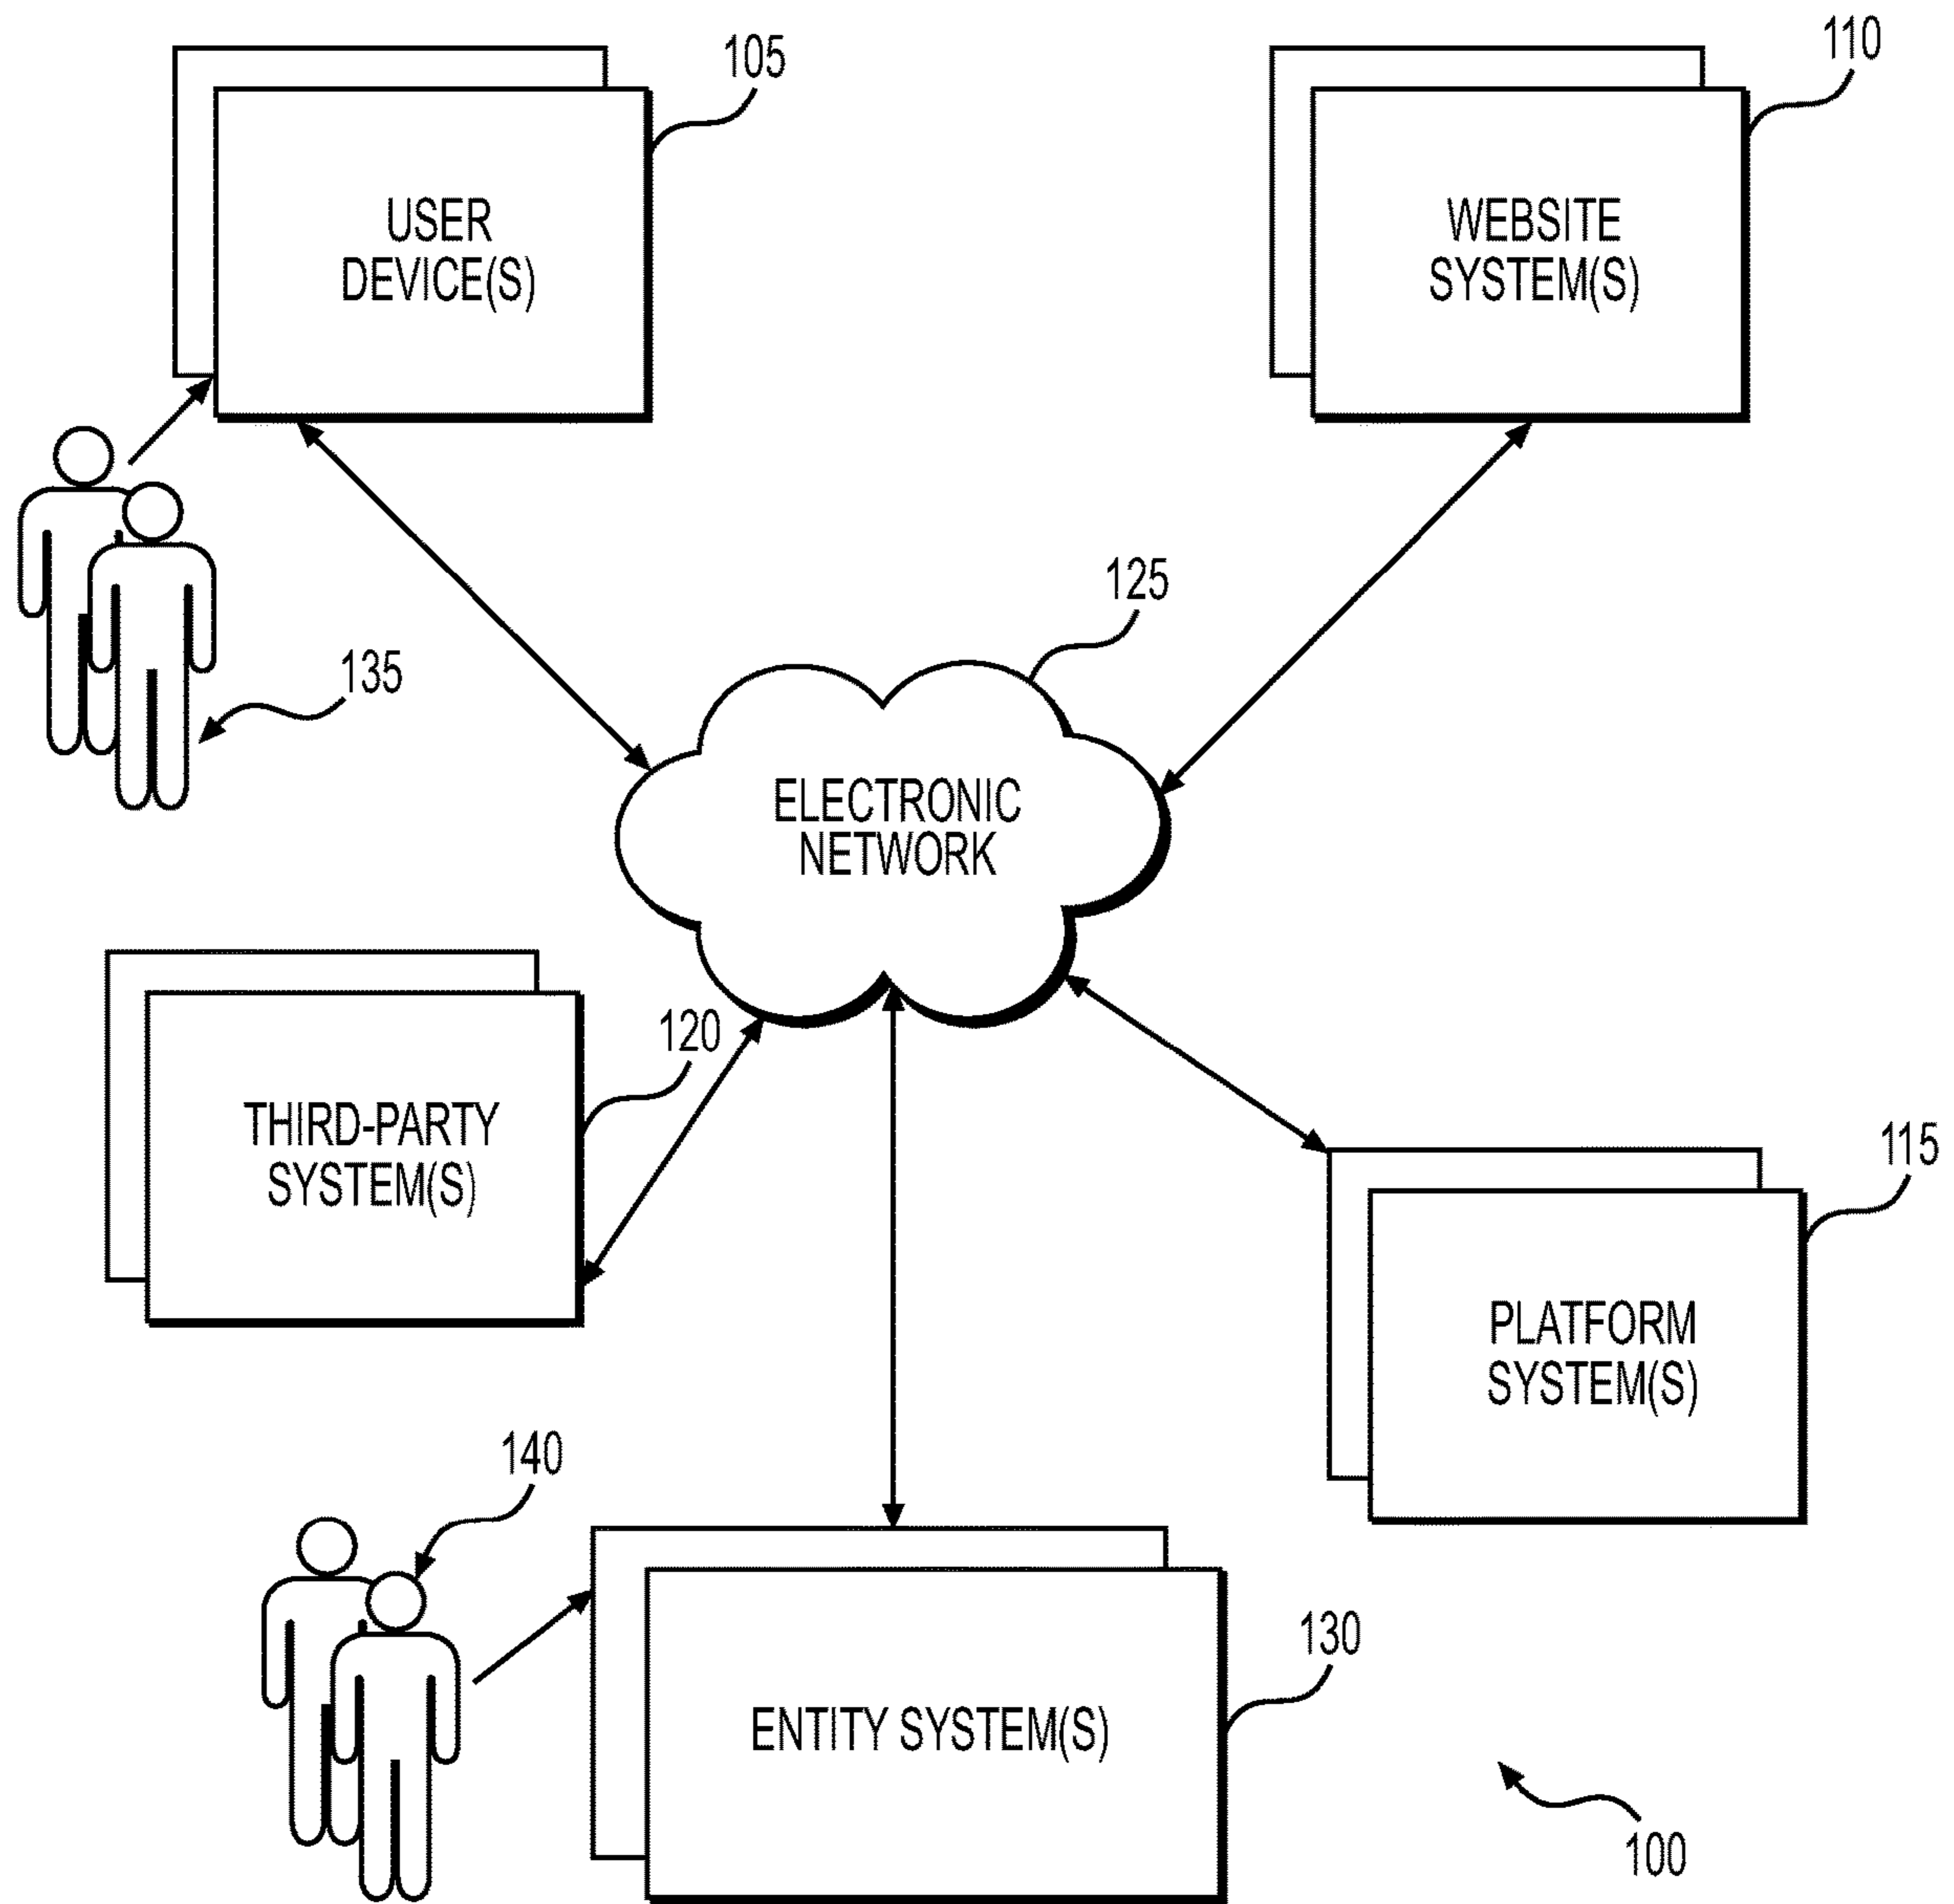 105
110
USER
DEVICE(S)
WEBSITE
SYSTEM(S)
125
135
ELECTRONIC
NETWORK
120
THIRD-PARTY
SYSTEM(S)
115
PLATFORM
SYSTEM(S)
140
130
ENTITY SYSTEM(S)
100